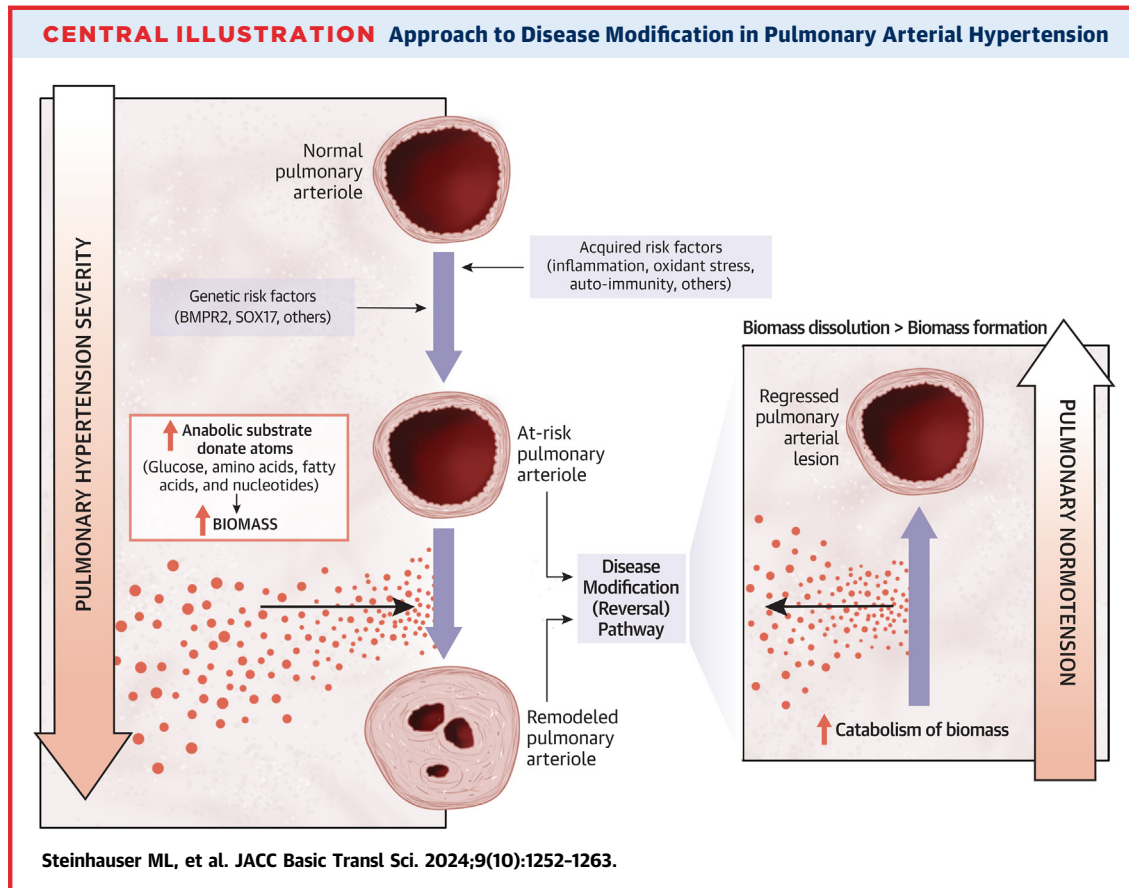 CENTRAL ILLUSTRATION Approach to Disease Modification in Pulmonary Arterial Hypertension
PULMONARY HYPERTENSION SEVERITY
Normal
pulmonary
arteriole
Acquired risk factors
(inflammation, oxidant stress,
auto-immunity, others)
Genetic risk factors
(BMPR2, SOX17, others)
Anabolic substrate
donate atoms
(Glucose, amino acids, fatty
acids, and nucleotides)
BIOMASS
At-risk
pulmonary
arteriole
Disease
Modification
(Reversal)
Pathway
Remodeled
pulmonary
arteriole
Biomass dissolution > Biomass formation
Regressed
pulmonary
arterial
lesion
PULMONARY NORMOTENSION
Catabolism of biomass
Steinhauser ML, et al. JACC Basic Transl Sci. 2024;9(10):1252–1263.